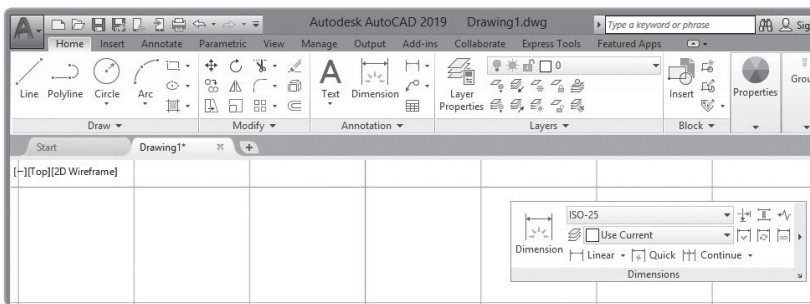 Autodesk AutoCAD 2019 Drawing1.dwg Type a keyword or phrase Sig
A Home Insert Annotate Parametric View Manage Output Add-ins Collaborate Express Tools Featured Apps
Line Polyline Circle Arc
A Text Dimension
Layer Properties
0
Insert
Properties
Grou
Draw Modify Annotation Layers Block
Start Drawing1* × +
[−][Top][2D Wireframe]
Dimension
ISO-25
Use Current
Linear Quick Continue
Dimensions